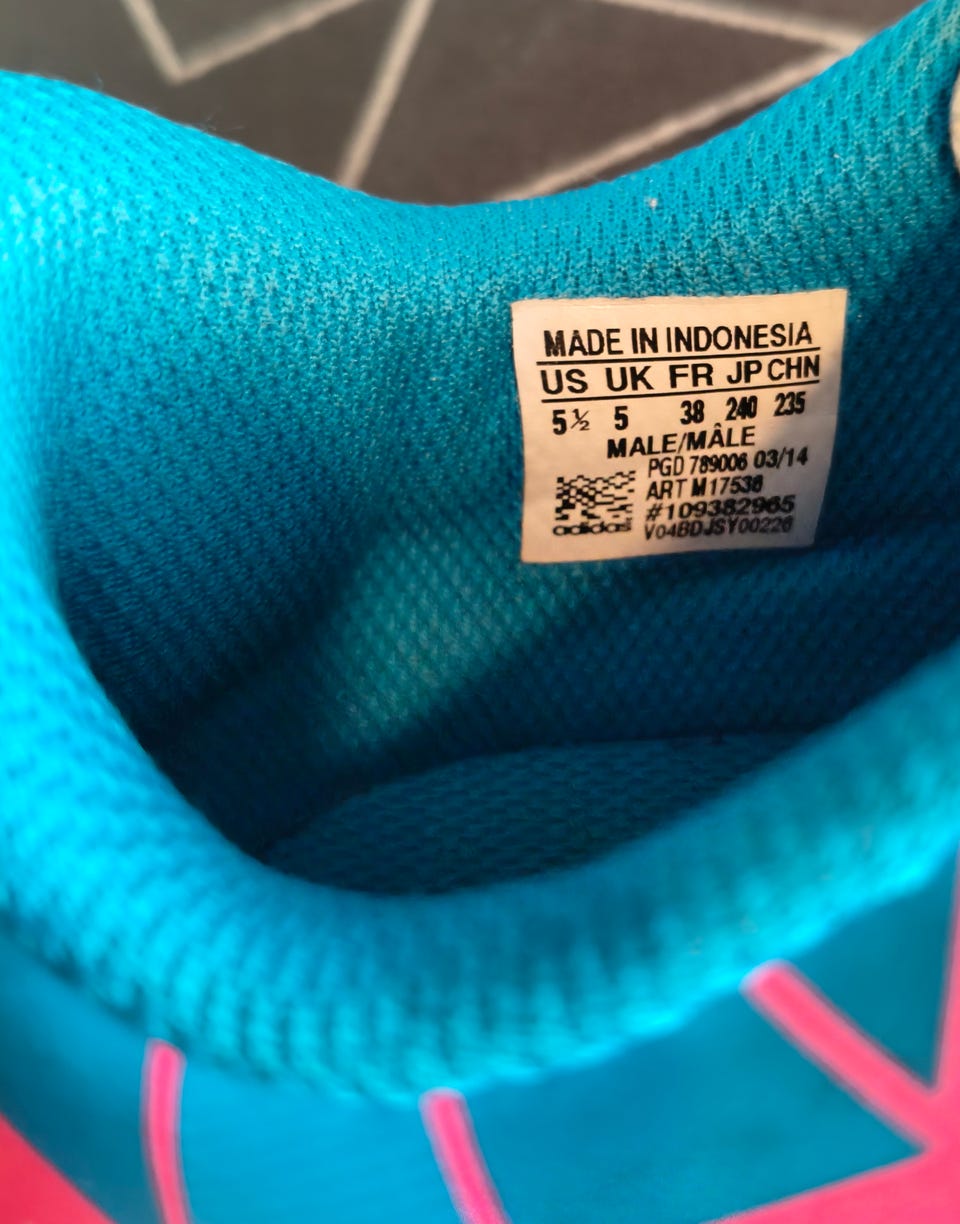 MADE IN INDONESIA
US UK FR JP CHN
5½ 5 38 240 235
MALE/MÂLE
PGD 789006 03/14
ART M17538
#109382965
adidas V04BDJSY00226